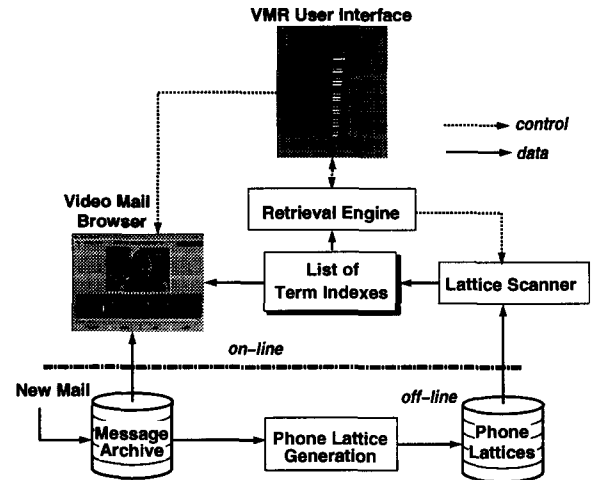 VMR User Interface
control
data
Video Mail
Browser
Retrieval Engine
List of
Term Indexes
Lattice Scanner
on-line
New Mail
off-line
Message
Archive
Phone Lattice
Generation
Phone
Lattices